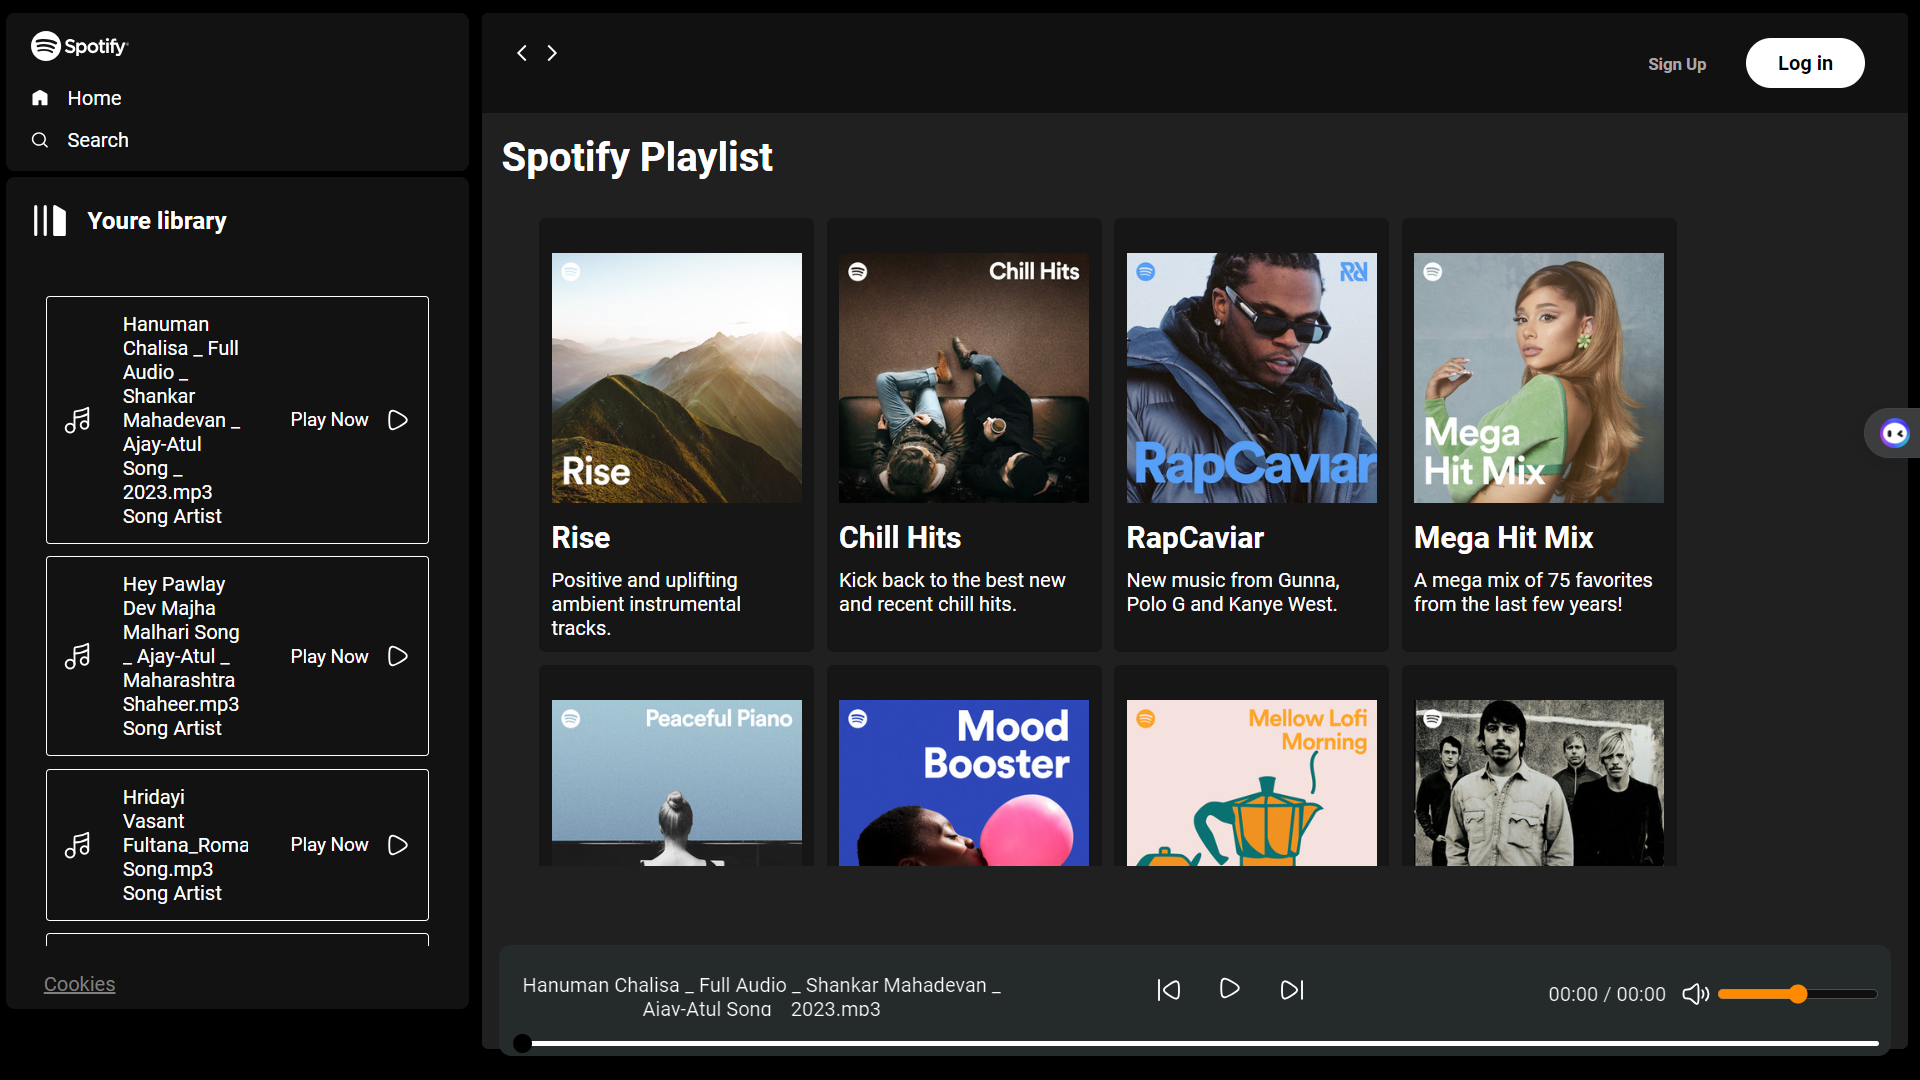 Spotify
Home
Search
Youre library
Hanuman
Chalisa _ Full
Audio _
Shankar
Mahadevan _
Ajay-Atul
Song _
2023.mp3
Song Artist
Play Now
Hey Pawlay
Dev Majha
Malhari Song
_ Ajay-Atul _
Maharashtra
Shaheer.mp3
Song Artist
Play Now
Hridayi
Vasant
Fultana_Roma
Song.mp3
Song Artist
Play Now
Cookies
Sign Up
Log in
Spotify Playlist
Rise
Rise
Positive and uplifting
ambient instrumental
tracks.
Chill Hits
Chill Hits
Kick back to the best new
and recent chill hits.
RapCaviar
RapCaviar
New music from Gunna,
Polo G and Kanye West.
Mega
Hit Mix
Mega Hit Mix
A mega mix of 75 favorites
from the last few years!
Peaceful Piano
Mood
Booster
Mellow Lofi
Morning
Hanuman Chalisa _ Full Audio _ Shankar Mahadevan _
Ajay-Atul Song _ 2023.mp3
00:00 / 00:00